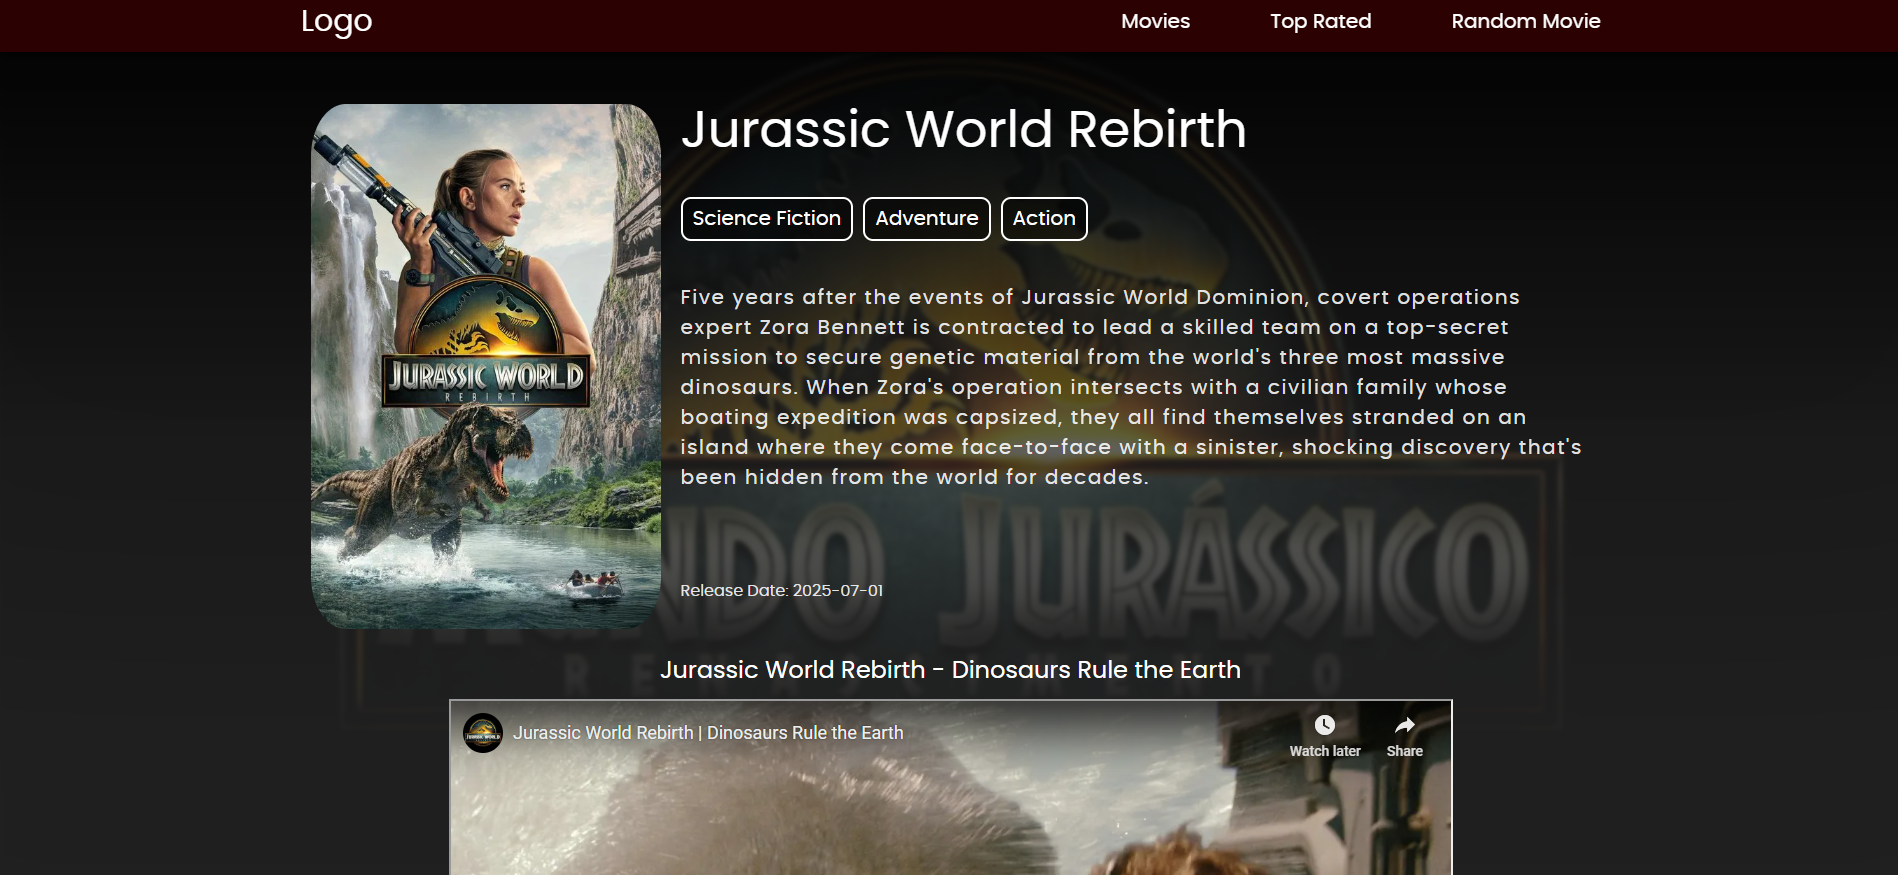 Logo
Movies
Top Rated
Random Movie
Jurassic World Rebirth
Science Fiction
Adventure
Action
Five years after the events of Jurassic World Dominion, covert operations
expert Zora Bennett is contracted to lead a skilled team on a top-secret
mission to secure genetic material from the world's three most massive
dinosaurs. When Zora's operation intersects with a civilian family whose
boating expedition was capsized, they all find themselves stranded on an
island where they come face-to-face with a sinister, shocking discovery that's
been hidden from the world for decades.
JURASSIC WORLD
REBIRTH
JURÁSSICO
Release Date: 2025-07-01
Jurassic World Rebirth - Dinosaurs Rule the Earth
JURASSIC WORLD
Jurassic World Rebirth | Dinosaurs Rule the Earth
Watch later
Share